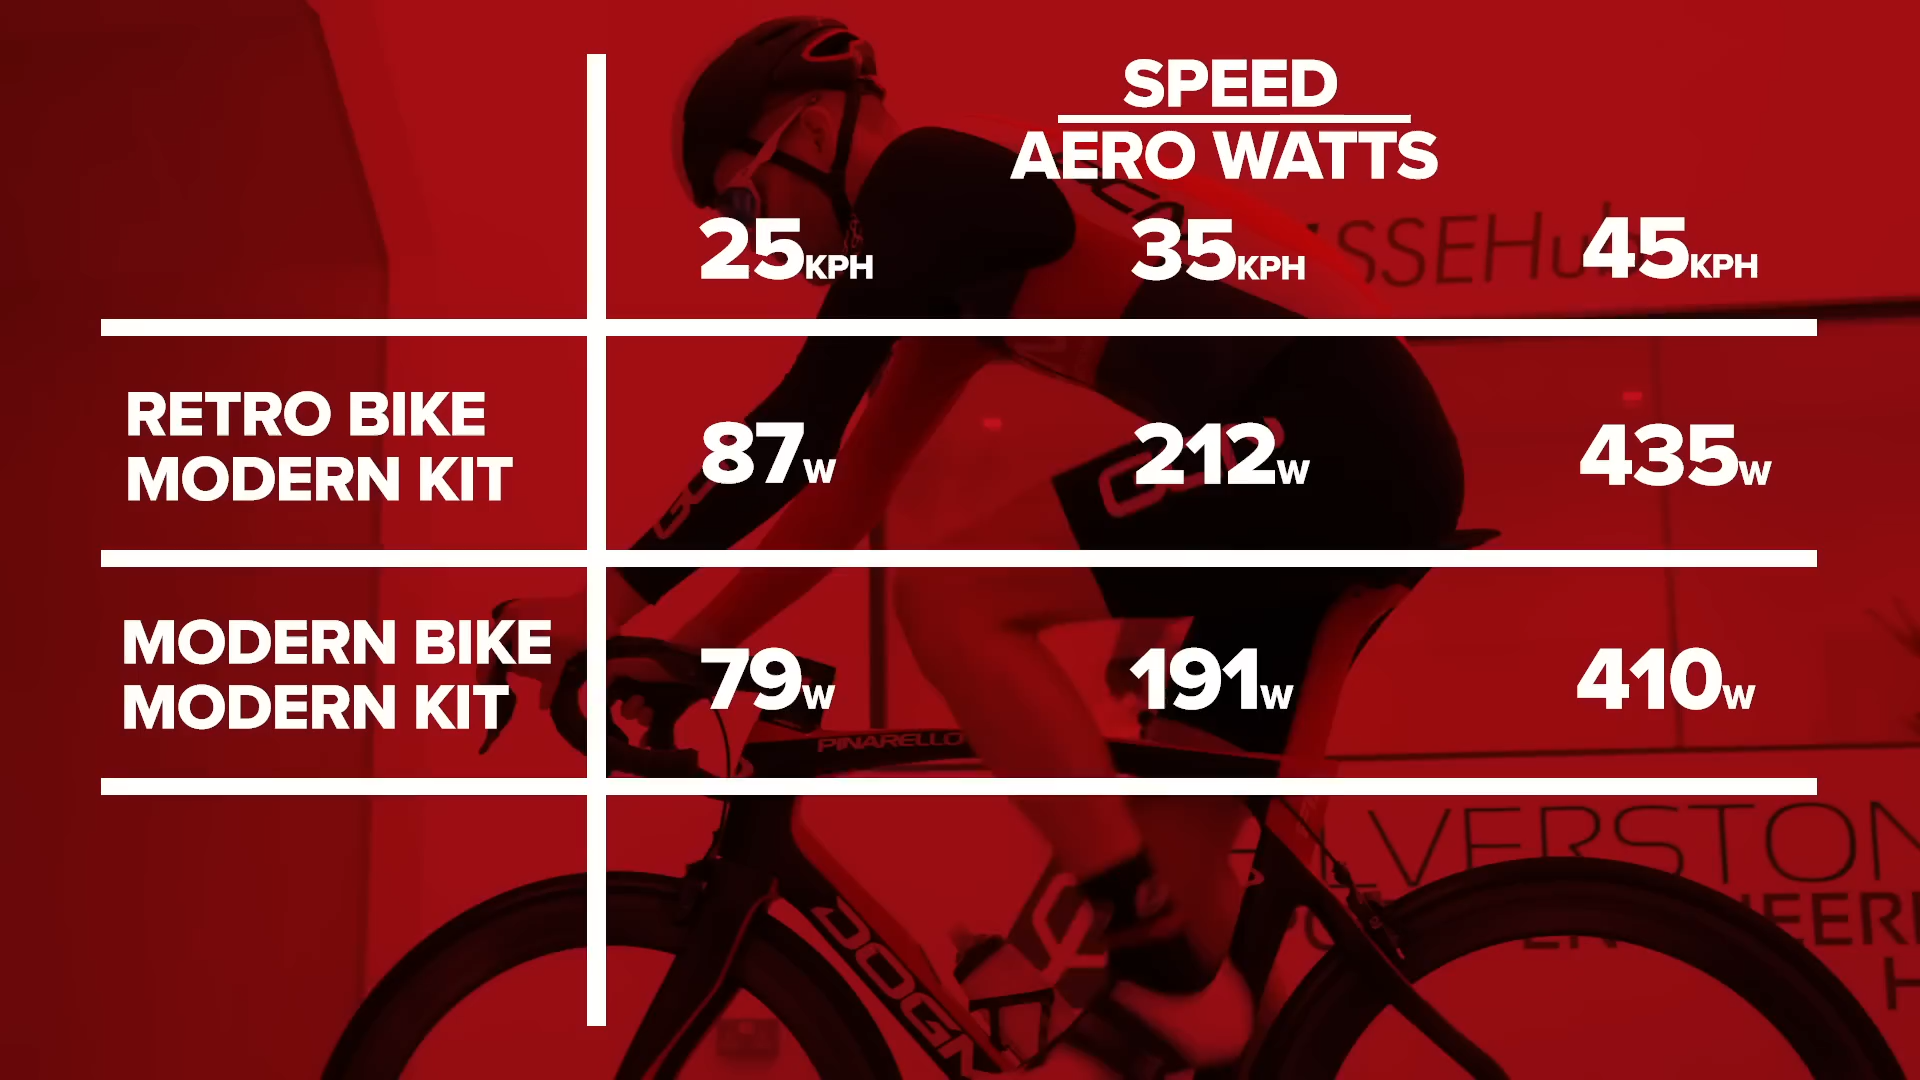 SPEED
AERO WATTS
25KPH 35KPH 45KPH
RETRO BIKE
MODERN KIT
87W 212W 435W
MODERN BIKE
MODERN KIT
79W 191W 410W
PINARELLO
DOGM